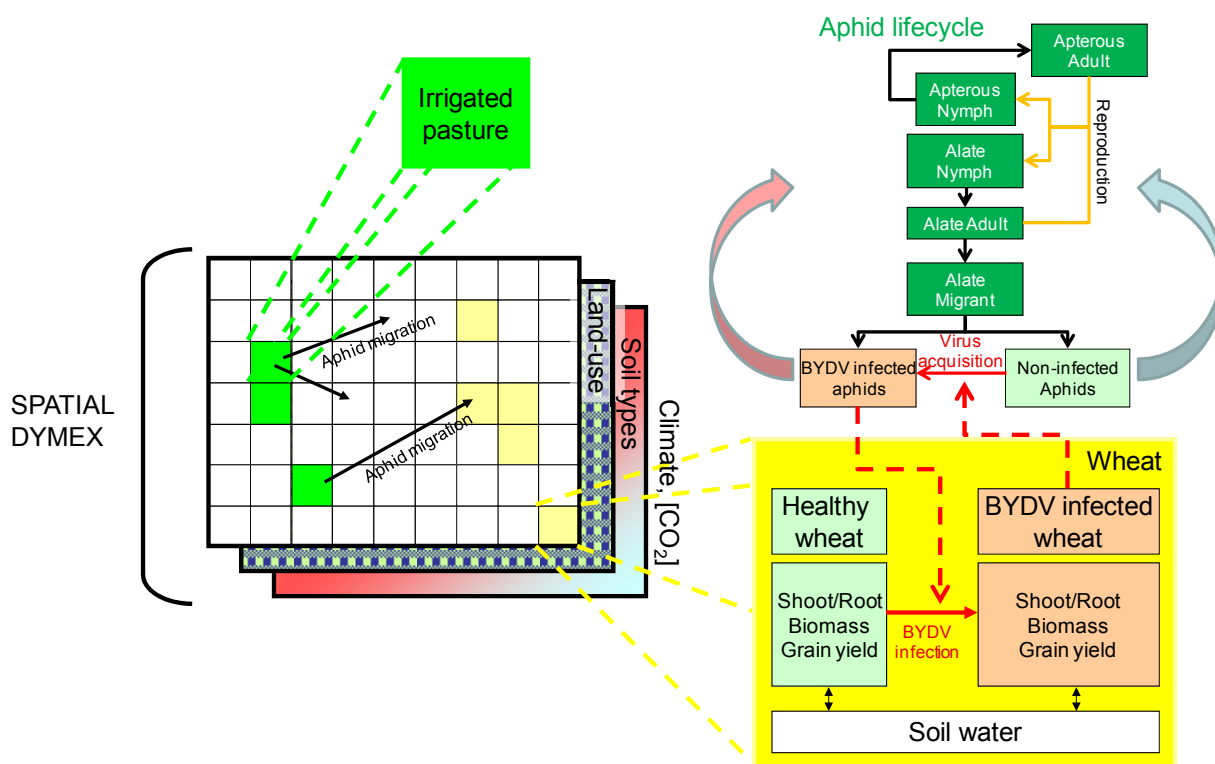 Aphid lifecycle
Apterous
Adult
Apterous
Nymph
Alate
Nymph
Alate Adult
Alate
Migrant
Reproduction
Virus
acquisition
BYDV infected
aphids
Non-infected
Aphids
Irrigated
pasture
SPATIAL
DYMEX
Aphid migration
Aphid migration
Land-use
Soil types
Climate, [CO₂]
Wheat
Healthy
wheat
BYDV infected
wheat
Shoot/Root
Biomass
Grain yield
BYDV
infection
Shoot/Root
Biomass
Grain yield
Soil water